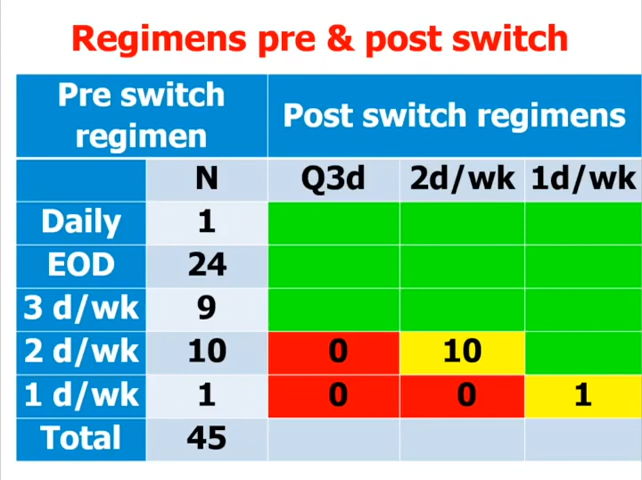 Regimens pre & post switch
Pre switch
regimen
Post switch regimens
N Q3d 2d/wk 1d/wk
Daily 1
EOD 24
3 d/wk 9
2 d/wk 10 0 10
1 d/wk 1 0 0 1
Total 45